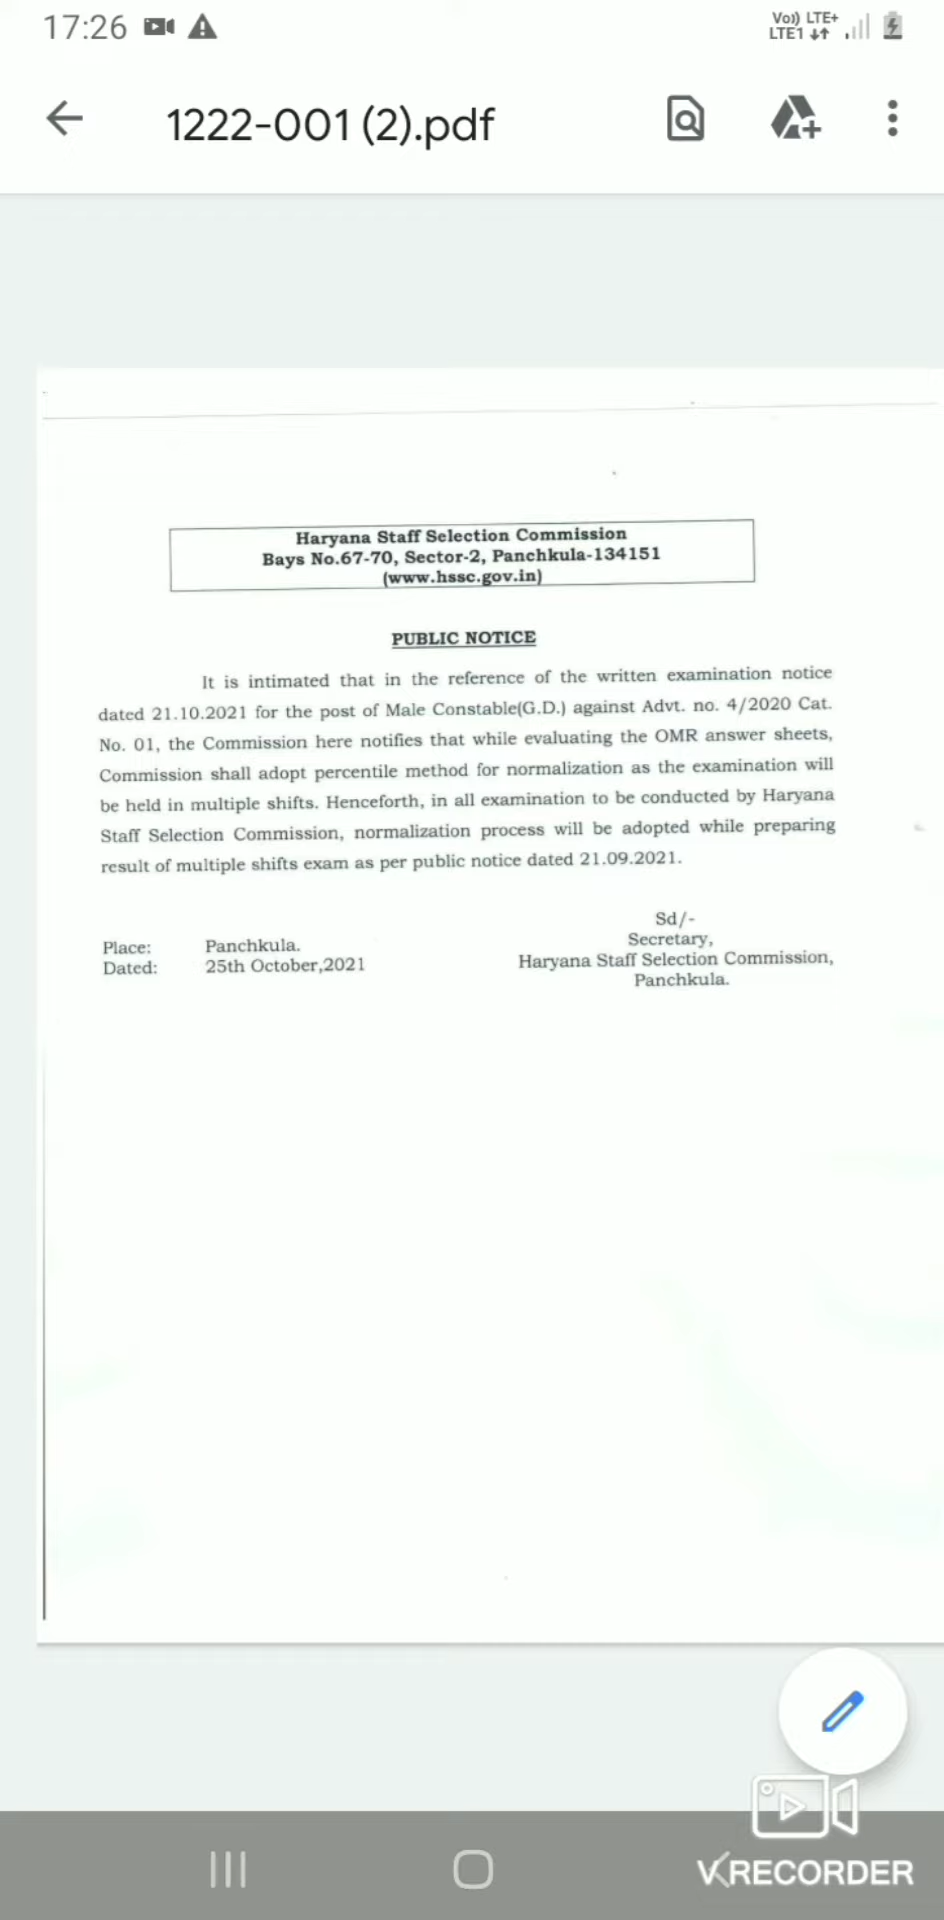 17:26
Vo)) LTE+
LTE1
1222-001 (2).pdf
Haryana Staff Selection Commission
Bays No.67-70, Sector-2, Panchkula-134151
(www.hssc.gov.in)
PUBLIC NOTICE
It is intimated that in the reference of the written examination notice
dated 21.10.2021 for the post of Male Constable(G.D.) against Advt. no. 4/2020 Cat.
No. 01, the Commission here notifies that while evaluating the OMR answer sheets,
Commission shall adopt percentile method for normalization as the examination will
be held in multiple shifts. Henceforth, in all examination to be conducted by Haryana
Staff Selection Commission, normalization process will be adopted while preparing
result of multiple shifts exam as per public notice dated 21.09.2021.
Sd/-
Secretary,
Haryana Staff Selection Commission,
Panchkula.
Place: Panchkula.
Dated: 25th October,2021
VRECORDER